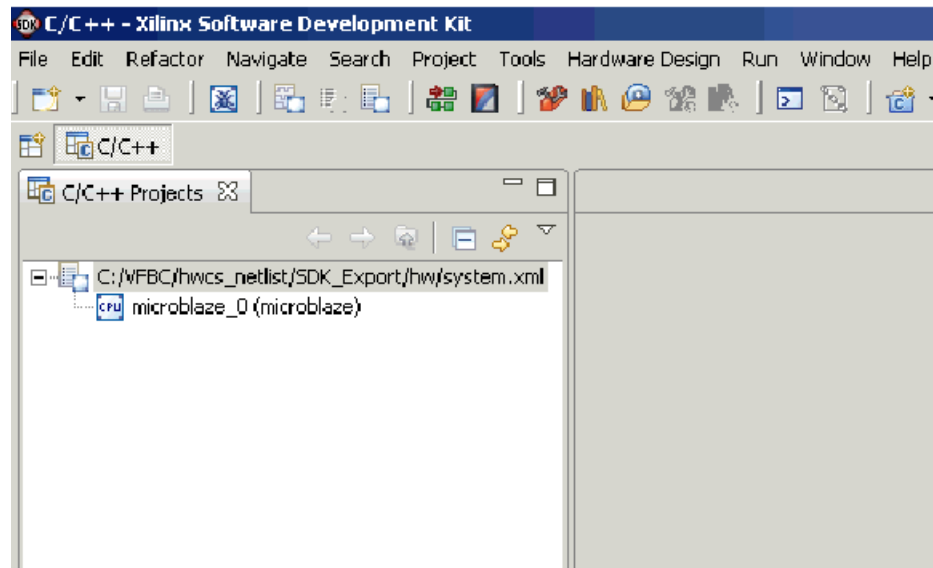 C/C++ - Xilinx Software Development Kit
File Edit Refactor Navigate Search Project Tools Hardware Design Run Window Help
C/C++
C/C++ Projects
C:/VFBC/hwcs_netlist/SDK_Export/hw/system.xml
microblaze_0 (microblaze)